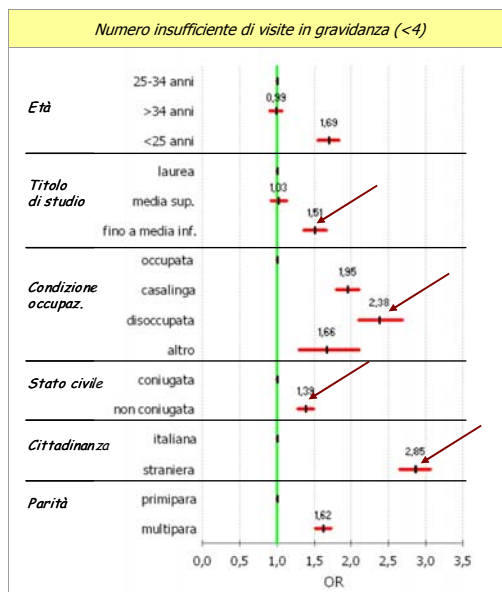 Numero insufficiente di visite in gravidanza (<4)
Età
25-34 anni
>34 anni
0,99
<25 anni
1,69
Titolo
di studio
laurea
media sup.
1,03
fino a media inf.
1,51
Condizione
occupaz.
occupata
casalinga
1,95
disoccupata
2,38
altro
1,66
Stato civile
coniugata
non coniugata
1,39
Cittadinanza
italiana
straniera
2,85
Parità
primipara
multipara
1,62
0,0 0,5 1,0 1,5 2,0 2,5 3,0 3,5
OR